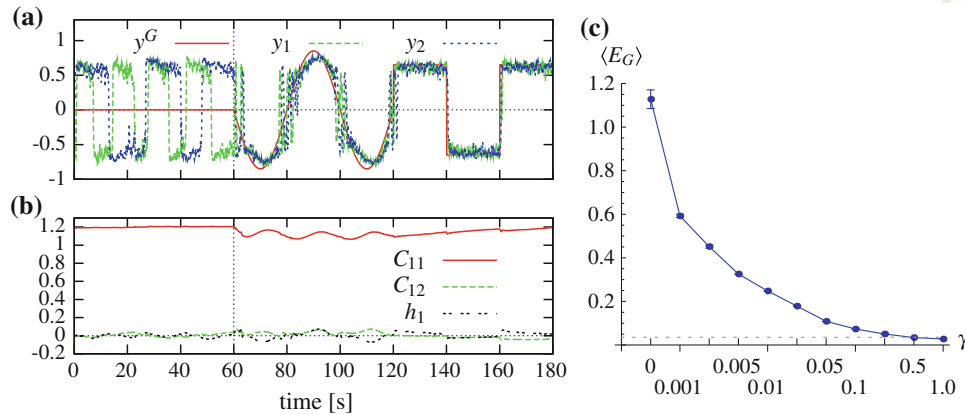 (a)
y^G y_1 y_2
1
0.5
0
-0.5
-1
(b)
1.2
1
0.8
0.6
0.4
0.2
0
-0.2
C_11
C_12
h_1
0 20 40 60 80 100 120 140 160 180
time [s]
(c)
⟨E_G⟩
1.2
1.0
0.8
0.6
0.4
0.2
γ
0 0.005 0.05 0.5
0.001 0.01 0.1 1.0